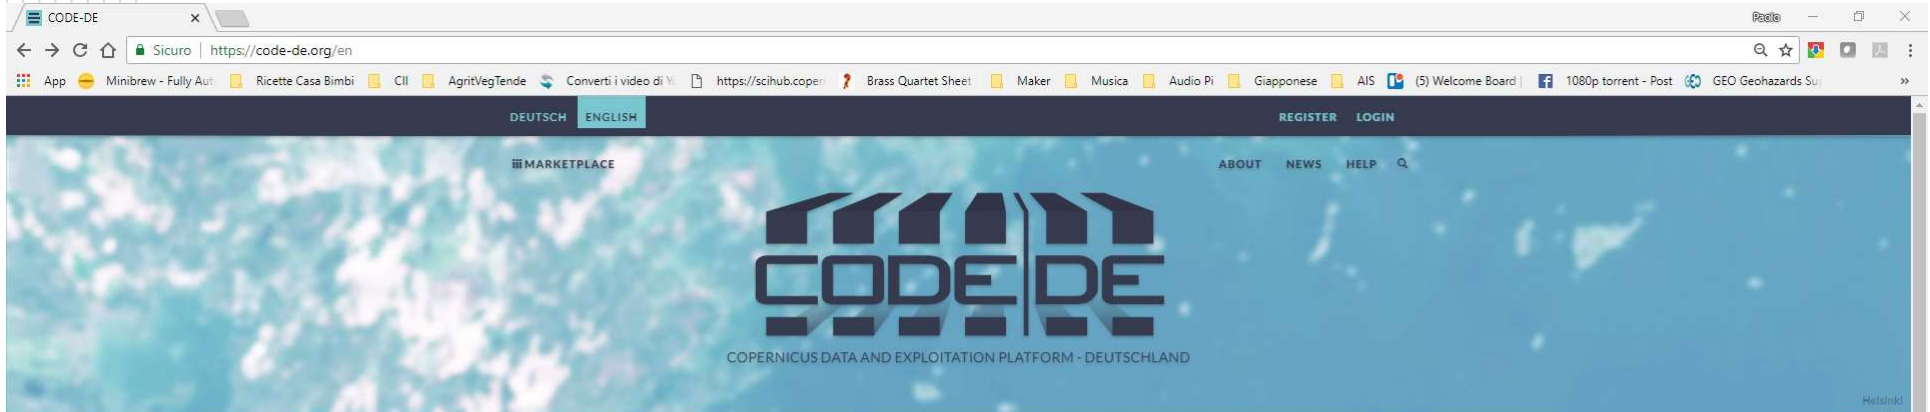 CODE-DE
Paolo
Sicuro | https://code-de.org/en
App Minibrew - Fully Aut Ricette Casa Bimbi CII AgritVegTende Converti i video di Y https://scihub.coper Brass Quartet Sheet Maker Musica Audio Pi Giapponese AIS (5) Welcome Board | 1080p torrent - Post GEO Geohazards Su »
DEUTSCH ENGLISH REGISTER LOGIN
MARKETPLACE ABOUT NEWS HELP
CODE DE
COPERNICUS DATA AND EXPLOITATION PLATFORM - DEUTSCHLAND
Helsinki